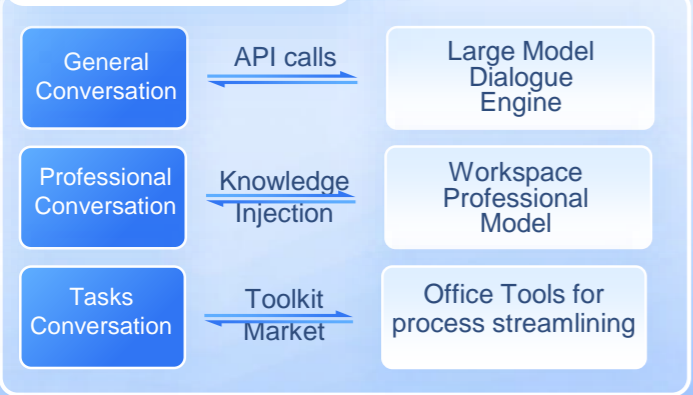 General
Conversation
API calls
Large Model
Dialogue
Engine
Professional
Conversation
Knowledge
Injection
Workspace
Professional
Model
Tasks
Conversation
Toolkit
Market
Office Tools for
process streamlining